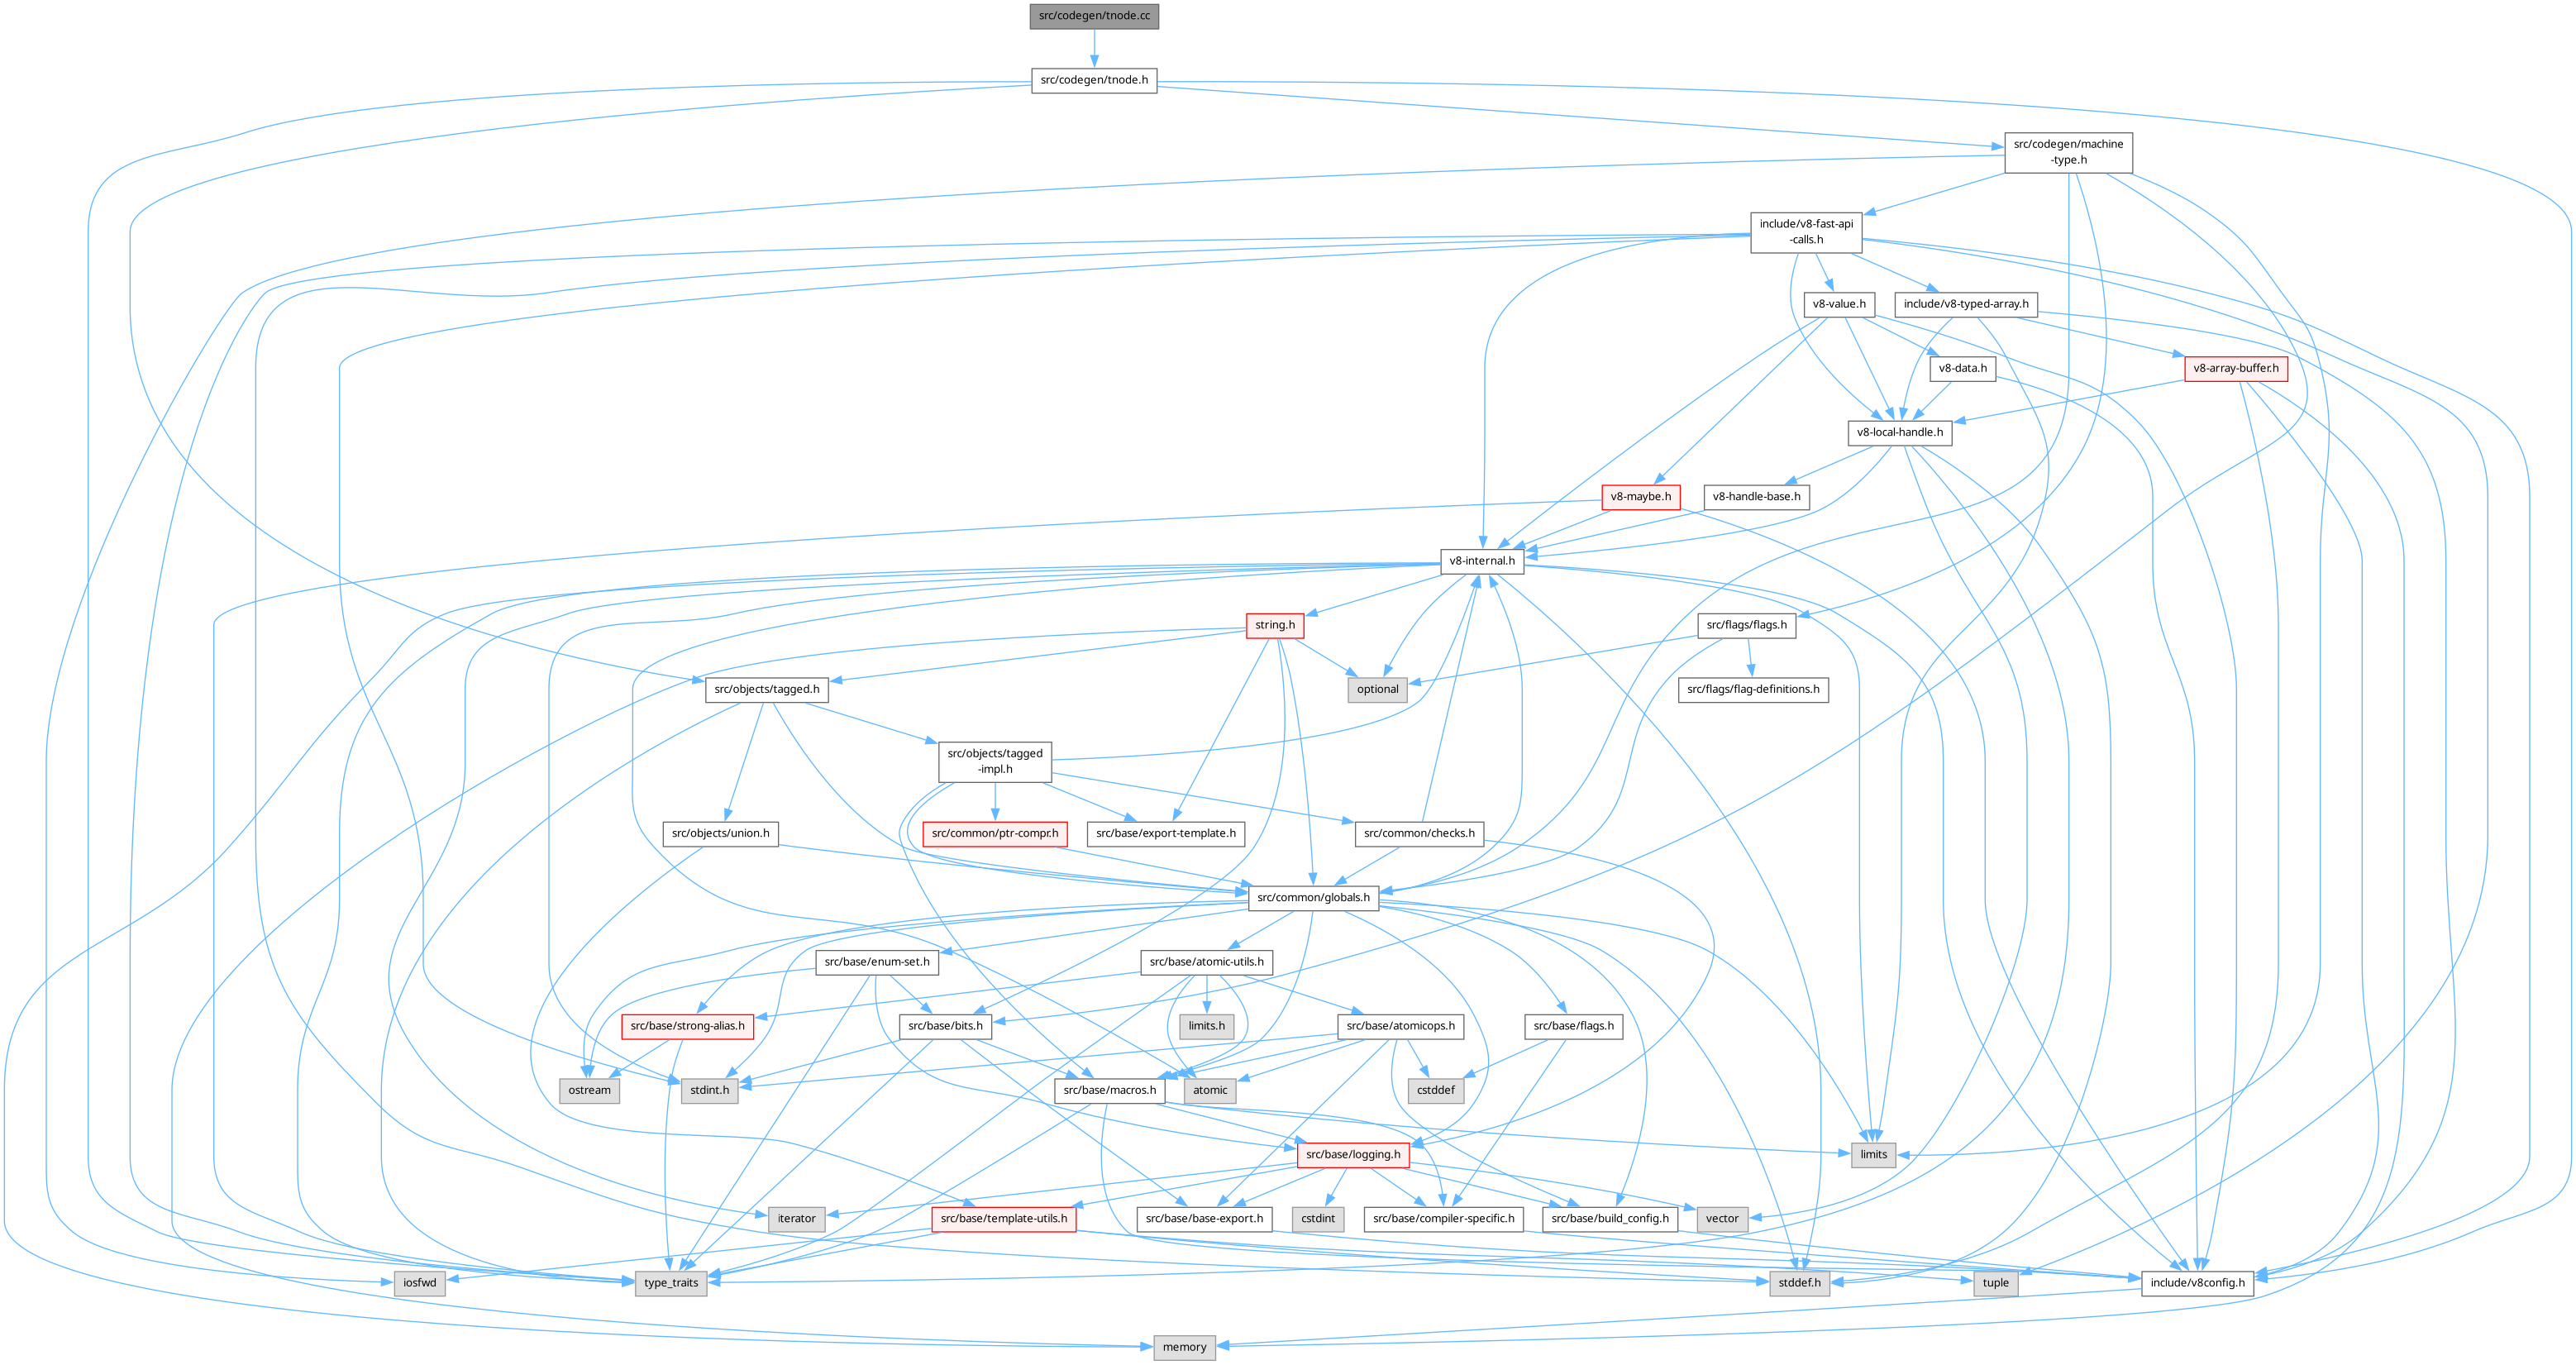 src/codegen/tnode.cc
src/codegen/tnode.h
src/codegen/machine
-type.h
include/v8-fast-api
-calls.h
v8-value.h
include/v8-typed-array.h
v8-data.h
v8-array-buffer.h
v8-local-handle.h
v8-maybe.h
v8-handle-base.h
v8-internal.h
string.h
src/flags/flags.h
src/objects/tagged.h
optional
src/flags/flag-definitions.h
src/objects/tagged
-impl.h
src/objects/union.h
src/common/ptr-compr.h
src/base/export-template.h
src/common/checks.h
src/common/globals.h
src/base/enum-set.h
src/base/atomic-utils.h
src/base/strong-alias.h
src/base/bits.h
limits.h
src/base/atomicops.h
src/base/flags.h
ostream
stdint.h
src/base/macros.h
atomic
cstddef
src/base/logging.h
limits
iterator
src/base/template-utils.h
src/base/base-export.h
cstdint
src/base/compiler-specific.h
src/base/build_config.h
vector
iosfwd
type_traits
stddef.h
tuple
include/v8config.h
memory